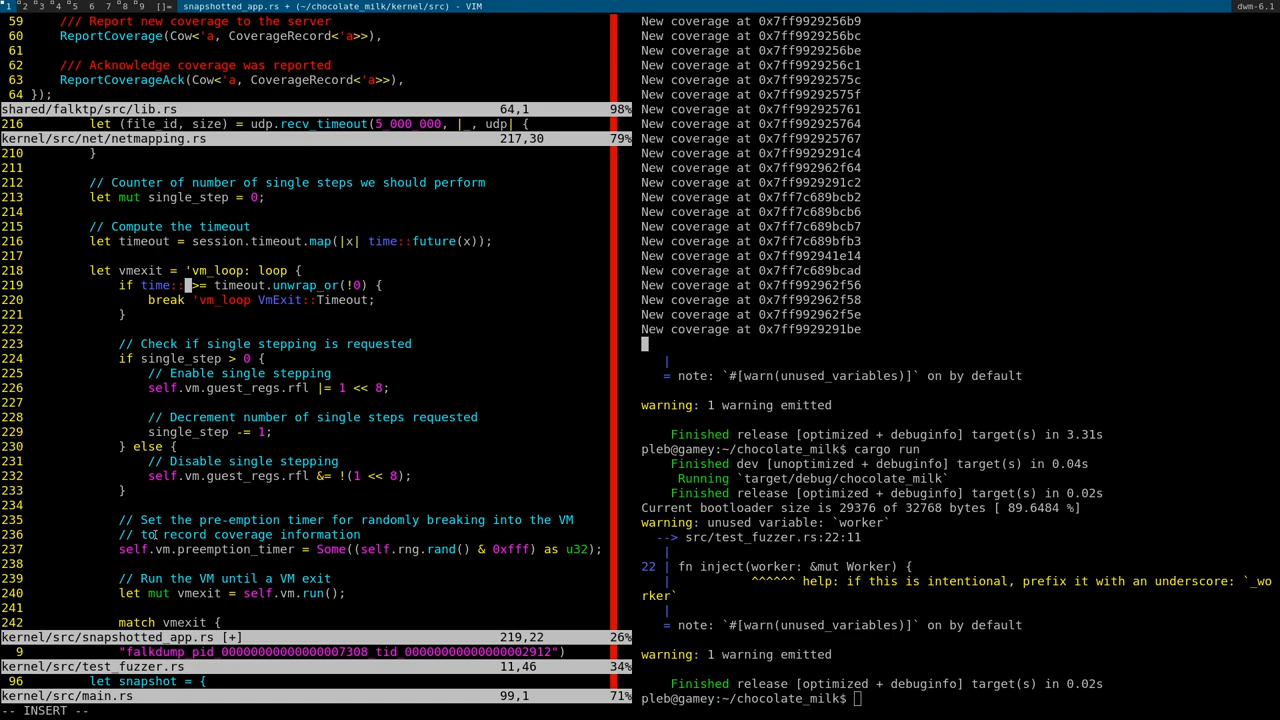 1 2 3 4 5 6 7 8 9 []= snapshotted_app.rs + (~/chocolate_milk/kernel/src) - VIM dwm-6.1
59 /// Report new coverage to the server
60 ReportCoverage(Cow<'a, CoverageRecord<'a>>),
61
62 /// Acknowledge coverage was reported
63 ReportCoverageAck(Cow<'a, CoverageRecord<'a>>),
64 });
shared/falktp/src/lib.rs 64,1 98%
216 let (file_id, size) = udp.recv_timeout(5_000_000, |_, udp| {
kernel/src/net/netmapping.rs 217,30 79%
210 }
211
212 // Counter of number of single steps we should perform
213 let mut single_step = 0;
214
215 // Compute the timeout
216 let timeout = session.timeout.map(|x| time::future(x));
217
218 let vmexit = 'vm_loop: loop {
219 if time:: >= timeout.unwrap_or(!0) {
220 break 'vm_loop VmExit::Timeout;
221 }
222
223 // Check if single stepping is requested
224 if single_step > 0 {
225 // Enable single stepping
226 self.vm.guest_regs.rfl |= 1 << 8;
227
228 // Decrement number of single steps requested
229 single_step -= 1;
230 } else {
231 // Disable single stepping
232 self.vm.guest_regs.rfl &= !(1 << 8);
233 }
234
235 // Set the pre-emption timer for randomly breaking into the VM
236 // to record coverage information
237 self.vm.preemption_timer = Some((self.rng.rand() & 0xfff) as u32);
238
239 // Run the VM until a VM exit
240 let mut vmexit = self.vm.run();
241
242 match vmexit {
kernel/src/snapshotted_app.rs [+] 219,22 26%
9 "falkdump_pid_00000000000000007308_tid_00000000000000002912")
kernel/src/test_fuzzer.rs 11,46 34%
96 let snapshot = {
kernel/src/main.rs 99,1 71%
-- INSERT --
New coverage at 0x7ff9929256b9
New coverage at 0x7ff9929256bc
New coverage at 0x7ff9929256be
New coverage at 0x7ff9929256c1
New coverage at 0x7ff99292575c
New coverage at 0x7ff99292575f
New coverage at 0x7ff992925761
New coverage at 0x7ff992925764
New coverage at 0x7ff992925767
New coverage at 0x7ff9929291c4
New coverage at 0x7ff992962f64
New coverage at 0x7ff9929291c2
New coverage at 0x7ff7c689bcb2
New coverage at 0x7ff7c689bcb6
New coverage at 0x7ff7c689bcb7
New coverage at 0x7ff7c689bfb3
New coverage at 0x7ff992941e14
New coverage at 0x7ff7c689bcad
New coverage at 0x7ff992962f56
New coverage at 0x7ff992962f58
New coverage at 0x7ff992962f5e
New coverage at 0x7ff9929291be
|
= note: `#[warn(unused_variables)]` on by default
warning: 1 warning emitted
Finished release [optimized + debuginfo] target(s) in 3.31s
pleb@gamey:~/chocolate_milk$ cargo run
Finished dev [unoptimized + debuginfo] target(s) in 0.04s
Running `target/debug/chocolate_milk`
Finished release [optimized + debuginfo] target(s) in 0.02s
Current bootloader size is 29376 of 32768 bytes [ 89.6484 %]
warning: unused variable: `worker`
--> src/test_fuzzer.rs:22:11
|
22 | fn inject(worker: &mut Worker) {
| ^^^^^^ help: if this is intentional, prefix it with an underscore: `_wo
rker`
|
= note: `#[warn(unused_variables)]` on by default
warning: 1 warning emitted
Finished release [optimized + debuginfo] target(s) in 0.02s
pleb@gamey:~/chocolate_milk$